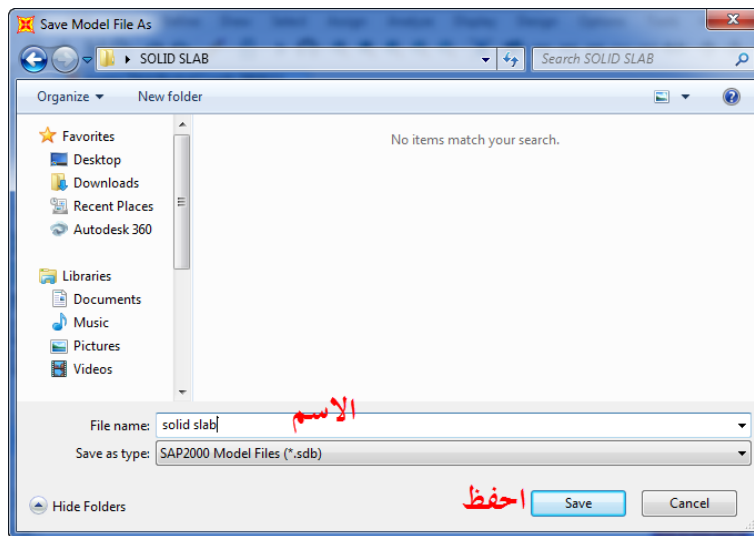 Save Model File As
SOLID SLAB
Search SOLID SLAB
Organize
New folder
Favorites
Desktop
Downloads
Recent Places
Autodesk 360
Libraries
Documents
Music
Pictures
Videos
No items match your search.
الاسم
File name: solid slab
Save as type: SAP2000 Model Files (*.sdb)
Hide Folders
احفظ
Save
Cancel